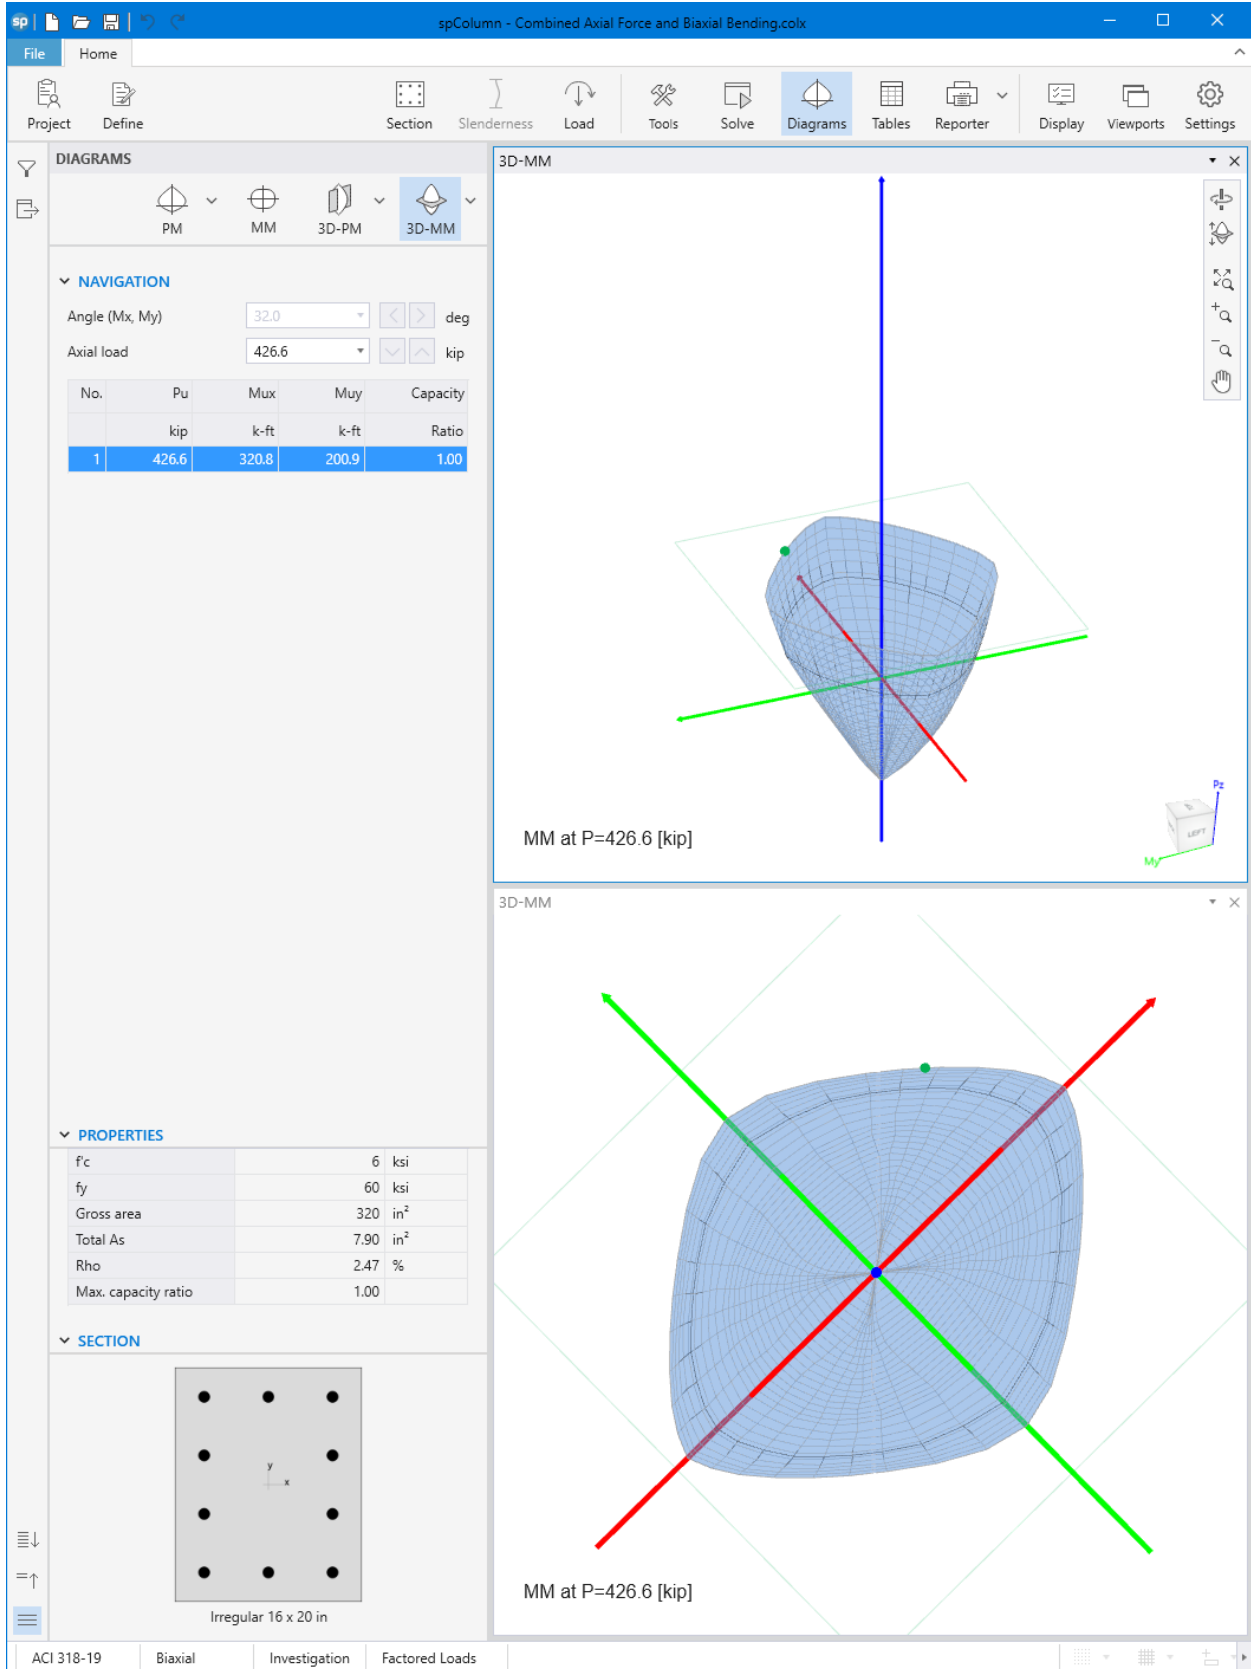 sp spColumn - Combined Axial Force and Biaxial Bending.colx
File Home
Project Define Section Slenderness Load Tools Solve Diagrams Tables Reporter Display Viewports Settings
DIAGRAMS
PM MM 3D-PM 3D-MM
NAVIGATION
Angle (Mx, My) 32.0 deg
Axial load 426.6 kip
No. Pu Mux Muy Capacity
kip k-ft k-ft Ratio
1 426.6 320.8 200.9 1.00
PROPERTIES
f'c 6 ksi
fy 60 ksi
Gross area 320 in²
Total As 7.90 in²
Rho 2.47 %
Max. capacity ratio 1.00
SECTION
y
x
Irregular 16 x 20 in
3D-MM
Pz
LEFT
My
MM at P=426.6 [kip]
3D-MM
MM at P=426.6 [kip]
ACI 318-19 Biaxial Investigation Factored Loads